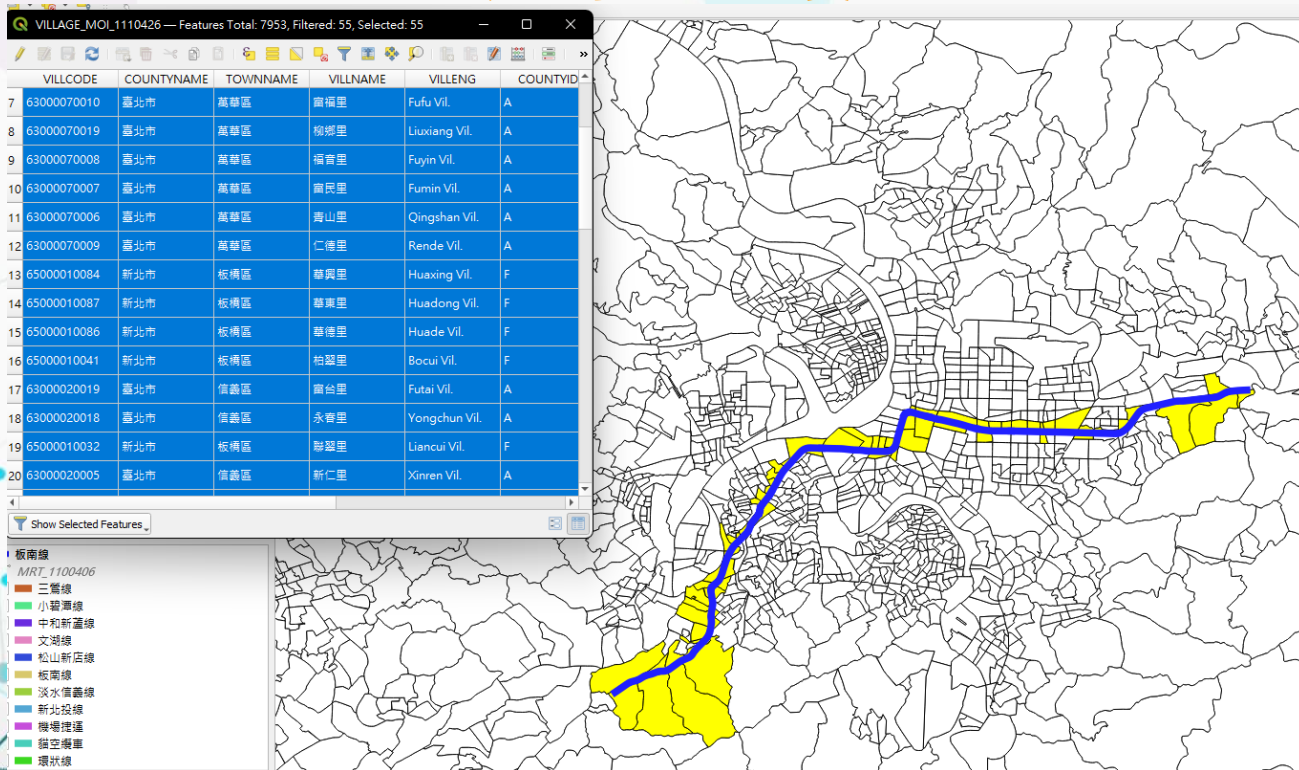 VILLAGE_MOI_1110426 — Features Total: 7953, Filtered: 55, Selected: 55
VILLCODE COUNTYNAME TOWNNAME VILLNAME VILLENG COUNTYID
7 63000070010 臺北市 萬華區 富福里 Fufu Vil. A
8 63000070019 臺北市 萬華區 柳鄉里 Liuxiang Vil. A
9 63000070008 臺北市 萬華區 福音里 Fuyin Vil. A
10 63000070007 臺北市 萬華區 富民里 Fumin Vil. A
11 63000070006 臺北市 萬華區 青山里 Qingshan Vil. A
12 63000070009 臺北市 萬華區 仁德里 Rende Vil. A
13 65000010084 新北市 板橋區 華興里 Huaxing Vil. F
14 65000010087 新北市 板橋區 華東里 Huadong Vil. F
15 65000010086 新北市 板橋區 華德里 Huade Vil. F
16 65000010041 新北市 板橋區 柏翠里 Bocui Vil. F
17 63000020019 臺北市 信義區 富台里 Futai Vil. A
18 63000020018 臺北市 信義區 永春里 Yongchun Vil. A
19 65000010032 新北市 板橋區 聯翠里 Liancui Vil. F
20 63000020005 臺北市 信義區 新仁里 Xinren Vil. A
Show Selected Features
板南線
MRT_1100406
三鶯線
小碧潭線
中和新蘆線
文湖線
松山新店線
板南線
淡水信義線
新北投線
機場捷運
貓空纜車
環狀線